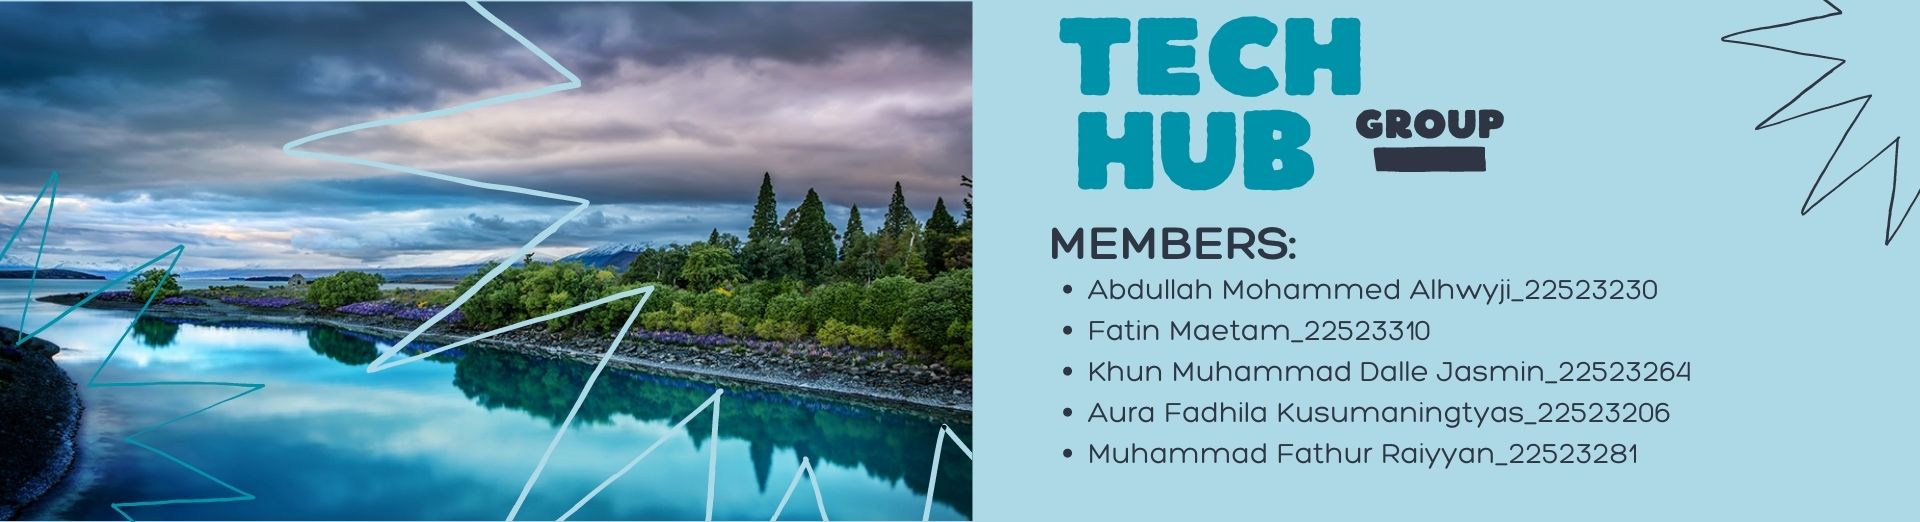 TECH
HUB GROUP
MEMBERS:
• Abdullah Mohammed Alhwyji_22523230
• Fatin Maetam_22523310
• Khun Muhammad Dalle Jasmin_22523264
• Aura Fadhila Kusumaningtyas_22523206
• Muhammad Fathur Raiyyan_22523281